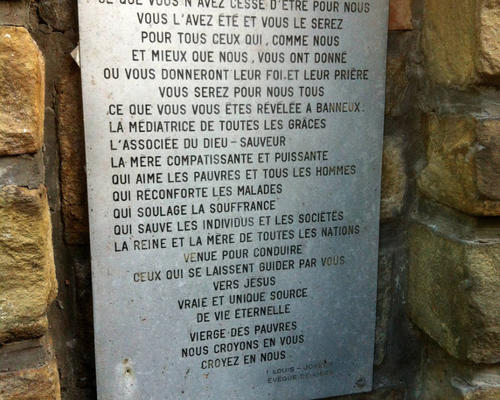 CE QUE VOUS N'AVEZ CESSÉ D'ÊTRE POUR NOUS
VOUS L'AVEZ ÉTÉ ET VOUS LE SEREZ
POUR TOUS CEUX QUI, COMME NOUS
ET MIEUX QUE NOUS, VOUS ONT DONNÉ
OU VOUS DONNERONT LEUR FOI ET LEUR PRIÈRE
VOUS SEREZ POUR NOUS TOUS
CE QUE VOUS VOUS ÊTES RÉVÉLÉE A BANNEUX:
LA MÉDIATRICE DE TOUTES LES GRÂCES
L'ASSOCIÉE DU DIEU - SAUVEUR
LA MÈRE COMPATISSANTE ET PUISSANTE
QUI AIME LES PAUVRES ET TOUS LES HOMMES
QUI RÉCONFORTE LES MALADES
QUI SOULAGE LA SOUFFRANCE
QUI SAUVE LES INDIVIDUS ET LES SOCIÉTÉS
LA REINE ET LA MÈRE DE TOUTES LES NATIONS
VENUE POUR CONDUIRE
CEUX QUI SE LAISSENT GUIDER PAR VOUS
VERS JÉSUS
VRAIE ET UNIQUE SOURCE
DE VIE ÉTERNELLE
VIERGE DES PAUVRES
NOUS CROYONS EN VOUS
CROYEZ EN NOUS.
LOUIS - JOSEPH
ÉVÊQUE DE LIÈGE